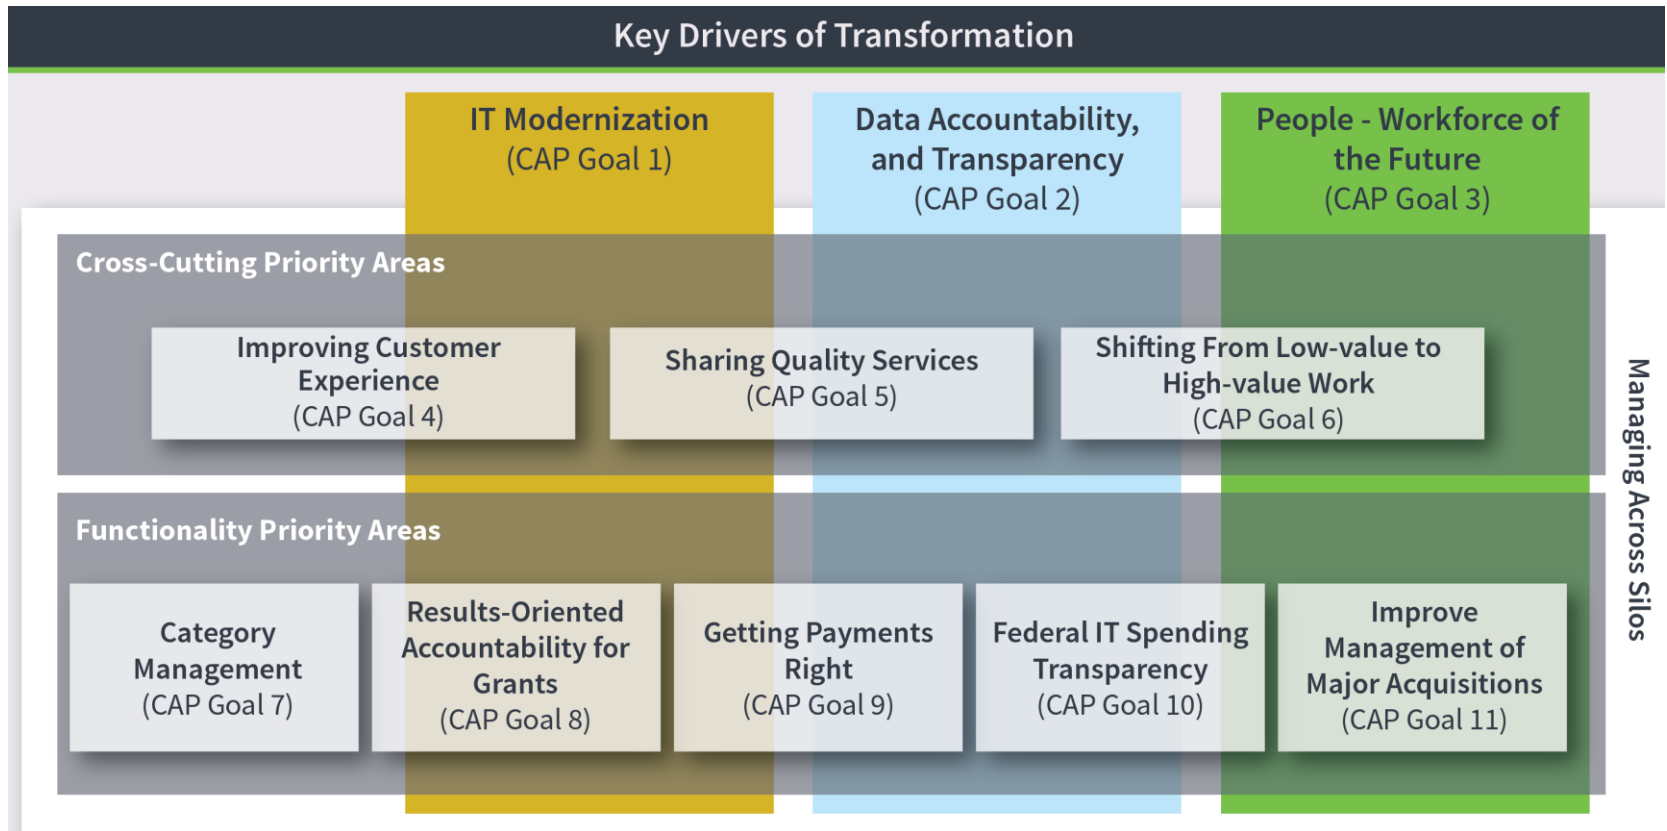 Key Drivers of Transformation
IT Modernization
(CAP Goal 1)
Data Accountability,
and Transparency
(CAP Goal 2)
People - Workforce of
the Future
(CAP Goal 3)
Cross-Cutting Priority Areas
Improving Customer
Experience
(CAP Goal 4)
Sharing Quality Services
(CAP Goal 5)
Shifting From Low-value to
High-value Work
(CAP Goal 6)
Functionality Priority Areas
Category
Management
(CAP Goal 7)
Results-Oriented
Accountability for
Grants
(CAP Goal 8)
Getting Payments
Right
(CAP Goal 9)
Federal IT Spending
Transparency
(CAP Goal 10)
Improve
Management of
Major Acquisitions
(CAP Goal 11)
Managing Across Silos